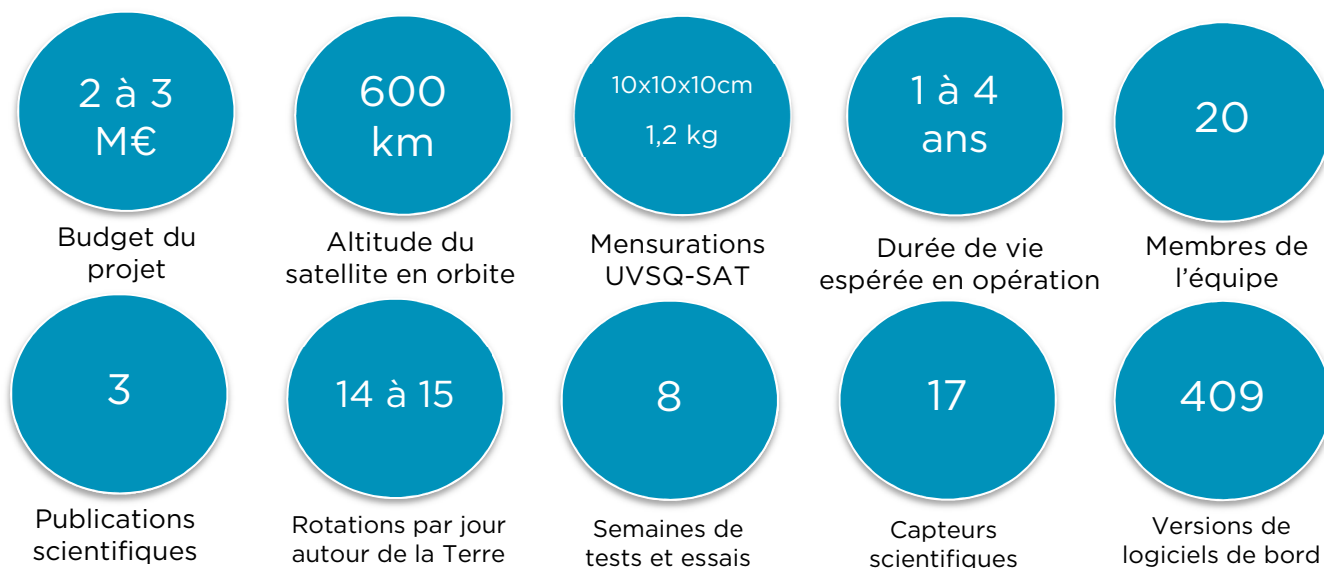 2 à 3
M€
Budget du
projet
600
km
Altitude du
satellite en orbite
10x10x10cm
1,2 kg
Mensurations
UVSQ-SAT
1 à 4
ans
Durée de vie
espérée en opération
20
Membres de
l’équipe
3
Publications
scientifiques
14 à 15
Rotations par jour
autour de la Terre
8
Semaines de
tests et essais
17
Capteurs
scientifiques
409
Versions de
logiciels de bord